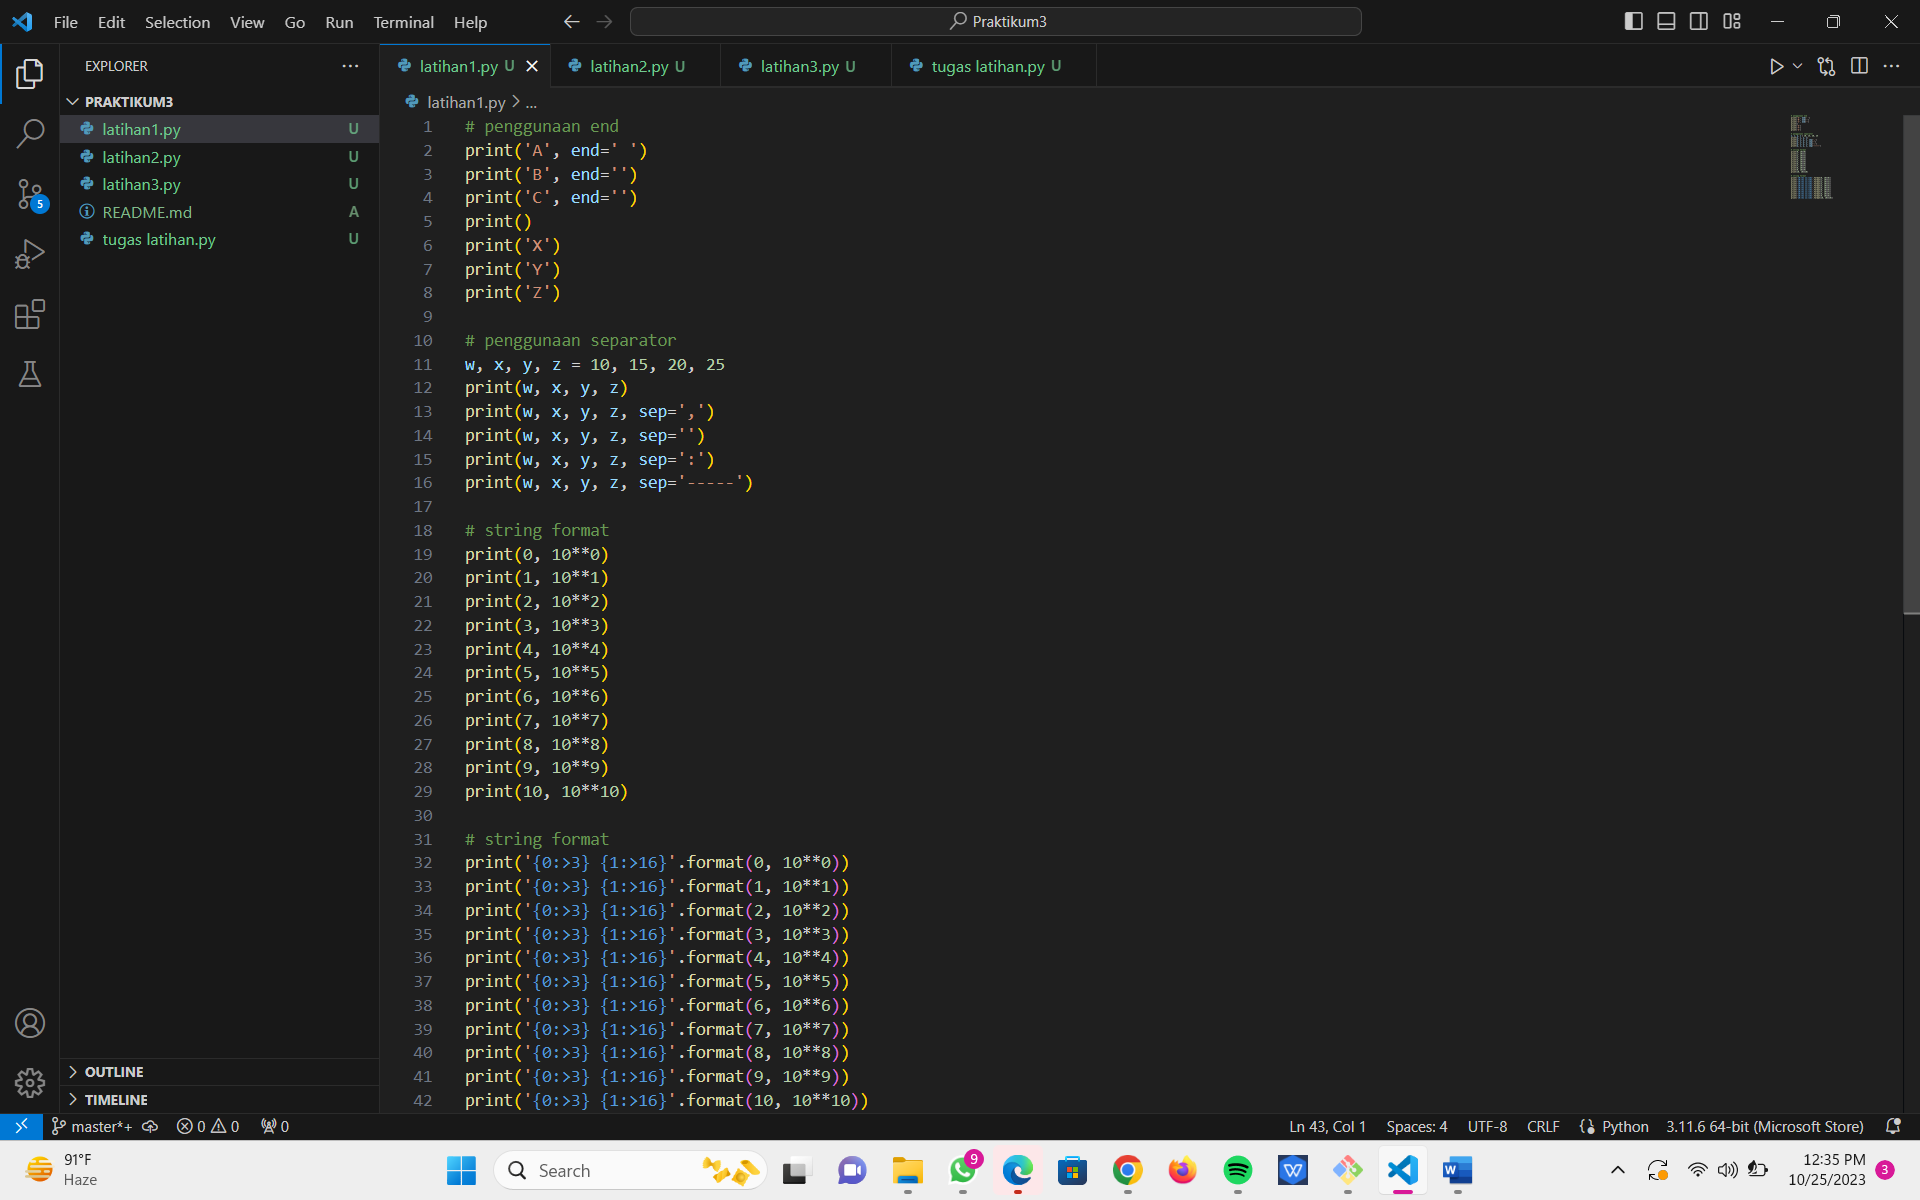 File Edit Selection View Go Run Terminal Help
Praktikum3
EXPLORER
PRAKTIKUM3
latihan1.py U
latihan2.py U
latihan3.py U
README.md A
tugas latihan.py U
OUTLINE
TIMELINE
5
latihan1.py U latihan2.py U latihan3.py U tugas latihan.py U
latihan1.py > ...
1 # penggunaan end
2 print('A', end=' ')
3 print('B', end='')
4 print('C', end='')
5 print()
6 print('X')
7 print('Y')
8 print('Z')
9
10 # penggunaan separator
11 w, x, y, z = 10, 15, 20, 25
12 print(w, x, y, z)
13 print(w, x, y, z, sep=',')
14 print(w, x, y, z, sep='')
15 print(w, x, y, z, sep=':')
16 print(w, x, y, z, sep='-----')
17
18 # string format
19 print(0, 10**0)
20 print(1, 10**1)
21 print(2, 10**2)
22 print(3, 10**3)
23 print(4, 10**4)
24 print(5, 10**5)
25 print(6, 10**6)
26 print(7, 10**7)
27 print(8, 10**8)
28 print(9, 10**9)
29 print(10, 10**10)
30
31 # string format
32 print('{0:>3} {1:>16}'.format(0, 10**0))
33 print('{0:>3} {1:>16}'.format(1, 10**1))
34 print('{0:>3} {1:>16}'.format(2, 10**2))
35 print('{0:>3} {1:>16}'.format(3, 10**3))
36 print('{0:>3} {1:>16}'.format(4, 10**4))
37 print('{0:>3} {1:>16}'.format(5, 10**5))
38 print('{0:>3} {1:>16}'.format(6, 10**6))
39 print('{0:>3} {1:>16}'.format(7, 10**7))
40 print('{0:>3} {1:>16}'.format(8, 10**8))
41 print('{0:>3} {1:>16}'.format(9, 10**9))
42 print('{0:>3} {1:>16}'.format(10, 10**10))
master*+ 0 0 0 Ln 43, Col 1 Spaces: 4 UTF-8 CRLF Python 3.11.6 64-bit (Microsoft Store)
91°F
Haze
Search
9
12:35 PM
10/25/2023
3